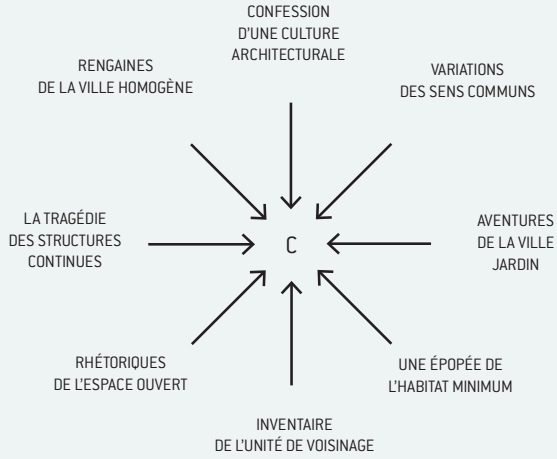 CONFESSION
D'UNE CULTURE
ARCHITECTURALE
RENGAINES
DE LA VILLE HOMOGÈNE
VARIATIONS
DES SENS COMMUNS
LA TRAGÉDIE
DES STRUCTURES
CONTINUES
C
AVENTURES
DE LA VILLE
JARDIN
RHÉTORIQUES
DE L'ESPACE OUVERT
UNE ÉPOPÉE DE
L'HABITAT MINIMUM
INVENTAIRE
DE L'UNITÉ DE VOISINAGE